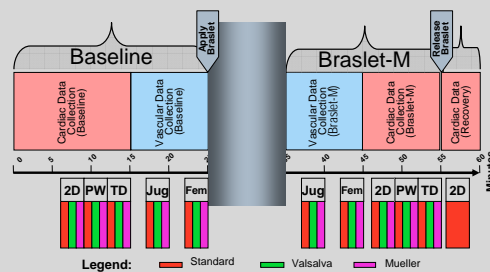 Apply
Braslet
Release
Braslet
Baseline
Braslet-M
Cardiac Data
Collection
(Baseline)
Vascular Data
Collection
(Baseline)
Vascular Data
Collection
(Braslet-M)
Cardiac Data
Collection
(Braslet-M)
Cardiac Data
(Recovery)
0 5 10 15 20 25 35 40 45 50 55 60
Minutes
2D PW TD Jug Fem Jug Fem 2D PW TD 2D
Legend: Standard Valsalva Mueller